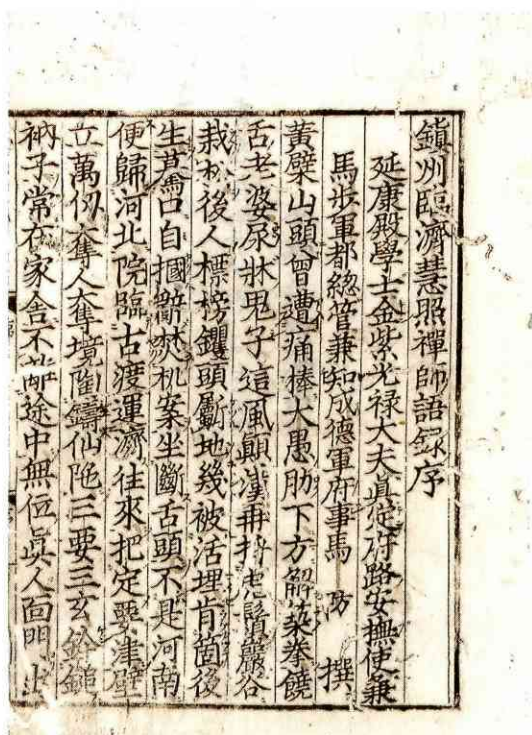 鎮州臨濟慧照禪師語錄序
延康殿學士金紫光禄大夫眞定府路安撫使兼
馬步軍都總管兼知成德軍府事馬防撰
黃檗山頭曾遭痛棒大愚肋下方解築拳饒
舌老婆尿牀鬼子這風顛漢再捋虎鬚巖谷
栽松後人標榜钁頭斸地幾被活埋肯箇後
生驀口自摑辭焚机案坐斷舌頭不是河南
便歸河北院臨古渡運濟往來把定要津壁
立萬仞奪人奪境陶鑄仙陁三要三玄鈐鎚
衲子常在家舍不離途中無位眞人面門出